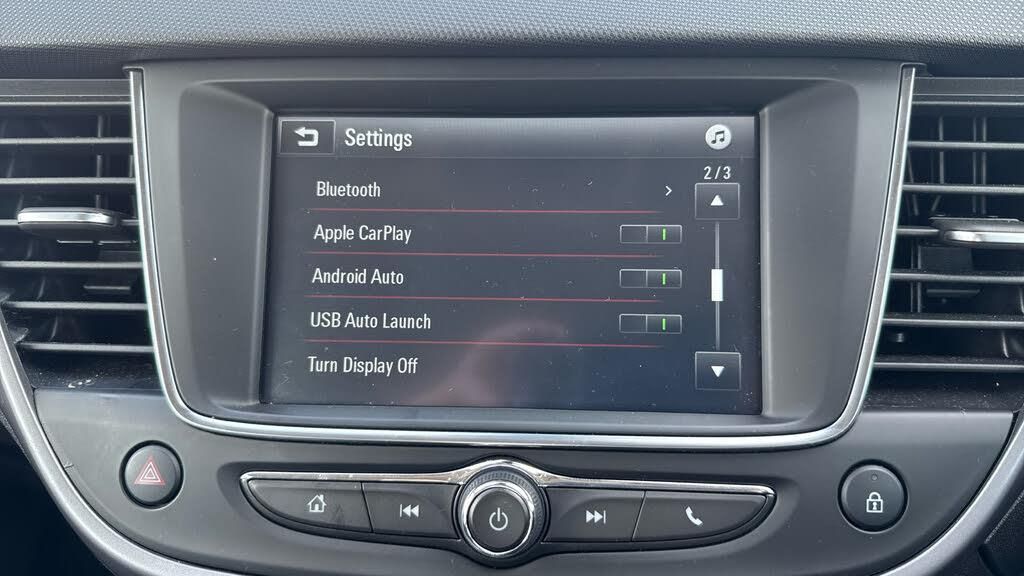 Settings
2/3
Bluetooth
Apple CarPlay
Android Auto
USB Auto Launch
Turn Display Off